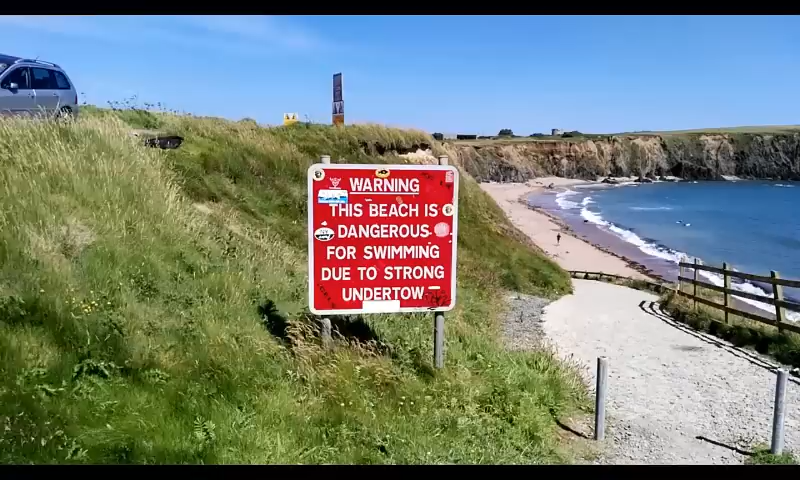 WARNING
THIS BEACH IS
DANGEROUS
FOR SWIMMING
DUE TO STRONG
UNDERTOW